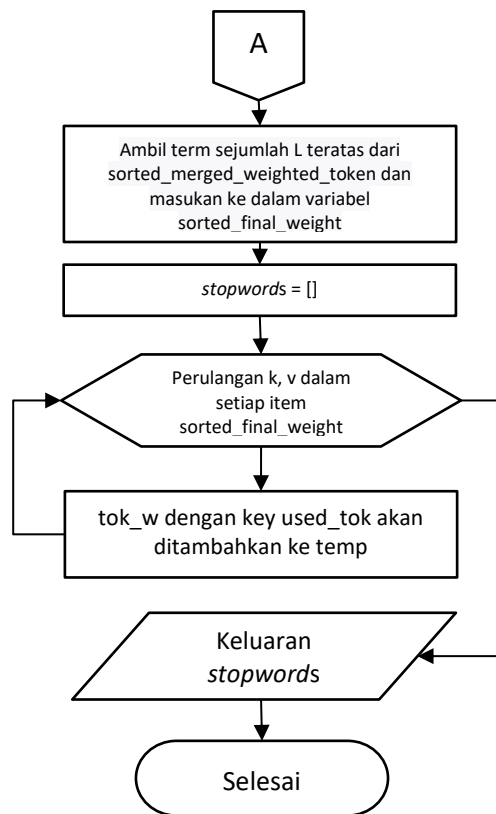 A
Ambil term sejumlah L teratas dari
sorted_merged_weighted_token dan
masukan ke dalam variabel
sorted_final_weight
stopwords = []
Perulangan k, v dalam
setiap item
sorted_final_weight
tok_w dengan key used_tok akan
ditambahkan ke temp
Keluaran
stopwords
Selesai